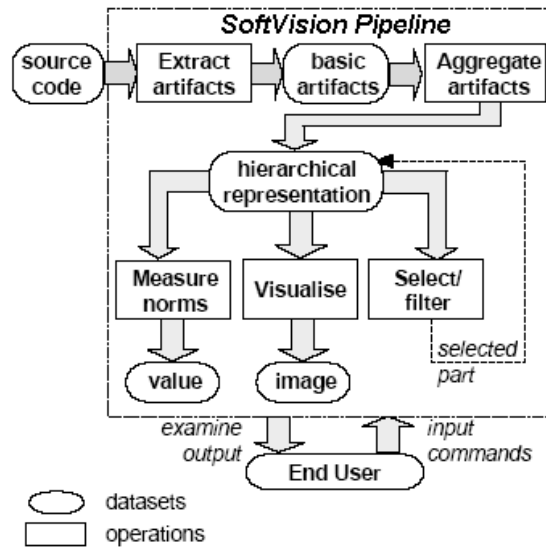 SoftVision Pipeline
source
code
Extract
artifacts
basic
artifacts
Aggregate
artifacts
hierarchical
representation
Measure
norms
Visualise
Select/
filter
selected
part
value
image
examine
output
input
commands
End User
datasets
operations